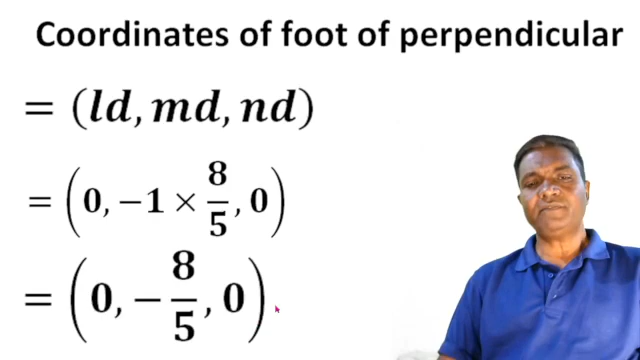 Coordinates of foot of perpendicular
= (ld, md, nd)
= (0, −1 × 8/5, 0)
= (0, −8/5, 0)